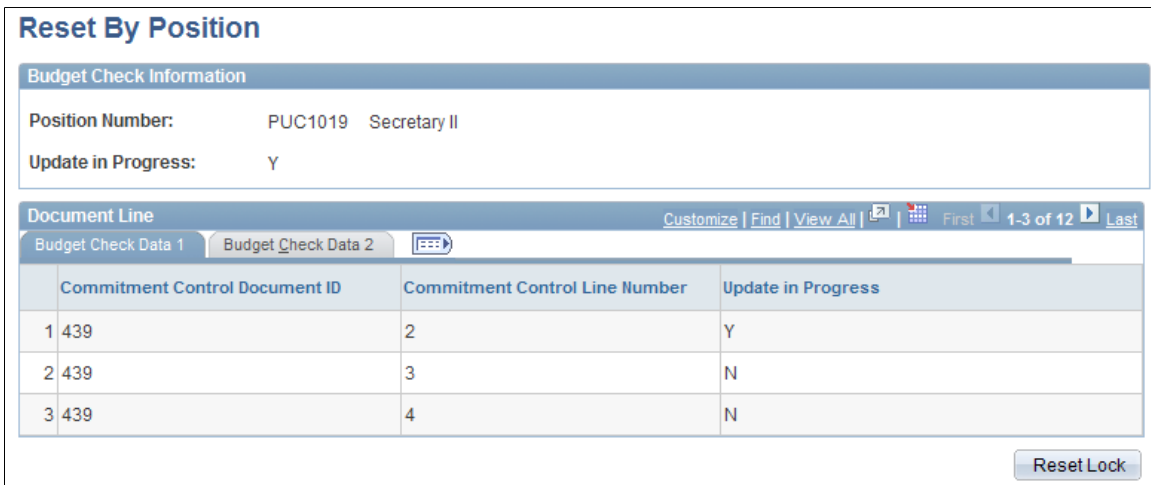 Reset By Position
Budget Check Information
Position Number: PUC1019 Secretary II
Update in Progress: Y
Document Line Customize | Find | View All | | First 1-3 of 12 Last
Budget Check Data 1 Budget Check Data 2
Commitment Control Document ID Commitment Control Line Number Update in Progress
1 439 2 Y
2 439 3 N
3 439 4 N
Reset Lock